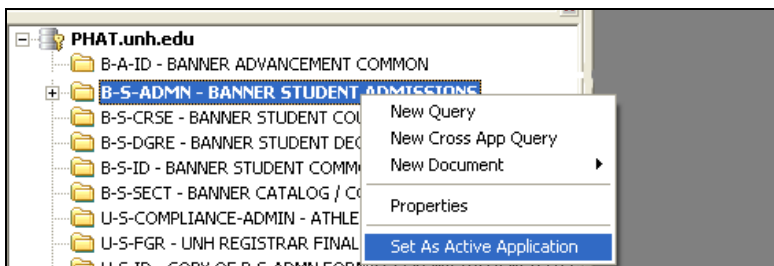 PHAT.unh.edu
B-A-ID - BANNER ADVANCEMENT COMMON
B-S-ADMN - BANNER STUDENT ADMISSIONS
B-S-CRSE - BANNER STUDENT COU
B-S-DGRE - BANNER STUDENT DEG
B-S-ID - BANNER STUDENT COMM
B-S-SECT - BANNER CATALOG / CO
U-S-COMPLIANCE-ADMIN - ATHLE
U-S-FGR - UNH REGISTRAR FINAL
New Query
New Cross App Query
New Document
Properties
Set As Active Application